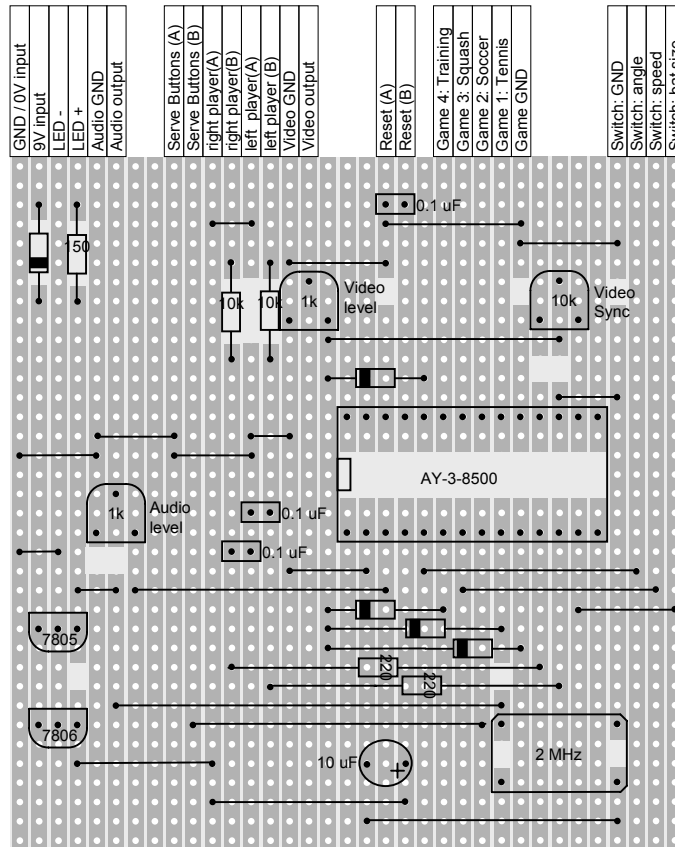 GND / 0V input
9V input
LED -
LED +
Audio GND
Audio output
Serve Buttons (A)
Serve Buttons (B)
right player(A)
right player(B)
left player(A)
left player (B)
Video GND
Video output
Reset (A)
Reset (B)
Game 4: Training
Game 3: Squash
Game 2: Soccer
Game 1: Tennis
Game GND
Switch: GND
Switch: angle
Switch: speed
Switch: bat size
0.1 uF
150
10k
10k
1k
Video
level
10k
Video
Sync
AY-3-8500
1k
Audio
level
0.1 uF
0.1 uF
7805
220
220
7806
10 uF
+
2 MHz